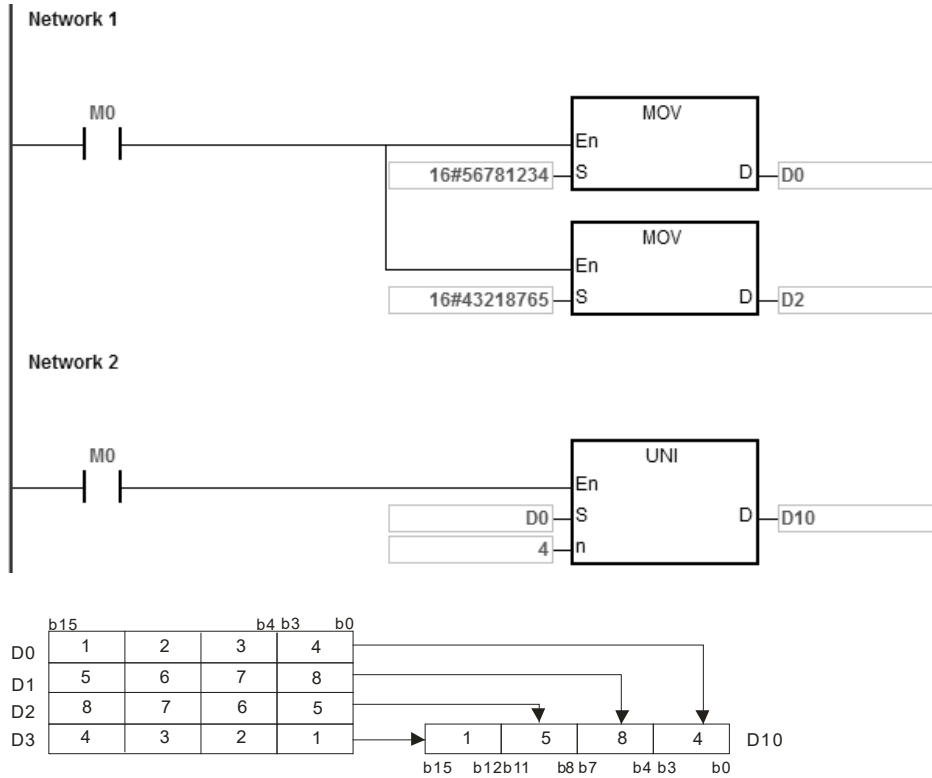 Network 1
M0
MOV
En
16#56781234 S D D0
MOV
En
16#43218765 S D D2
Network 2
M0
UNI
En
D0 S D D10
4 n
b15 b4 b3 b0
D0 1 2 3 4
D1 5 6 7 8
D2 8 7 6 5
D3 4 3 2 1 1 5 8 4 D10
b15 b12b11 b8 b7 b4 b3 b0